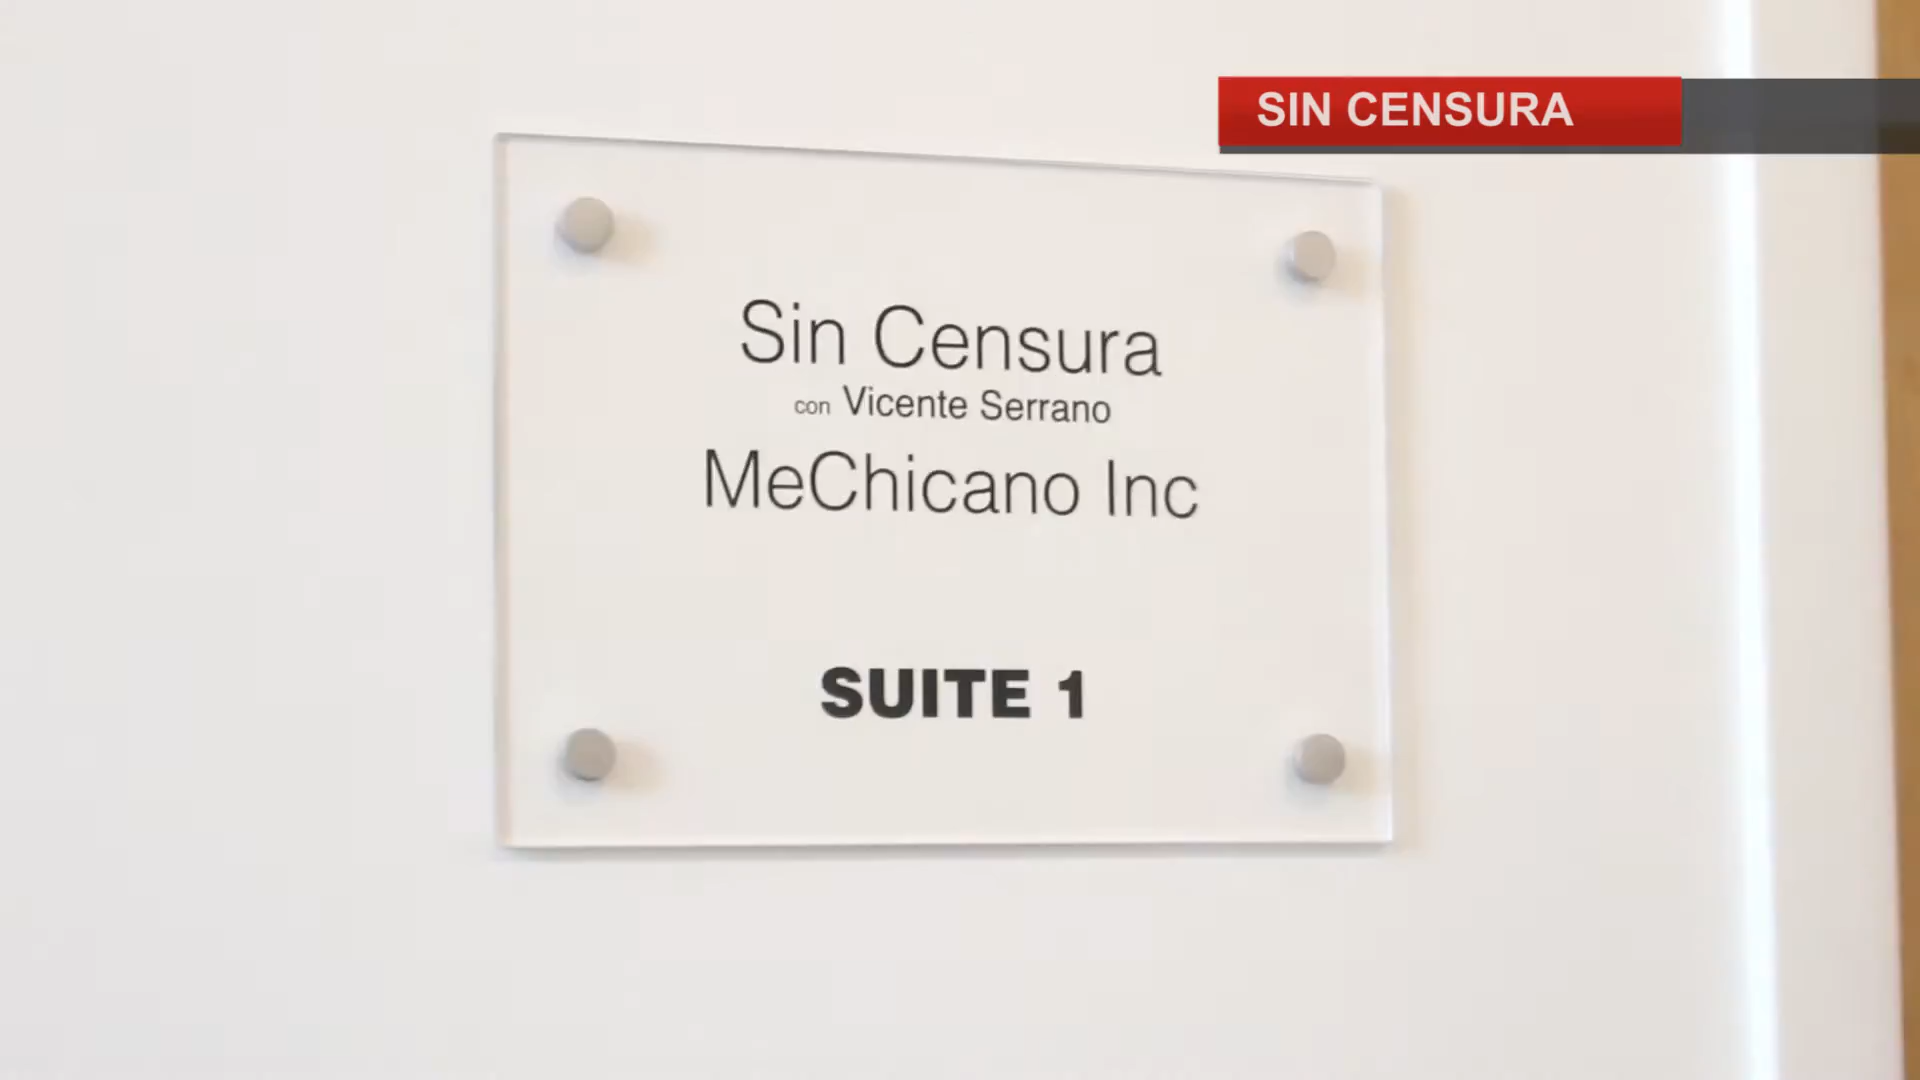 SIN CENSURA
Sin Censura
con Vicente Serrano
MeChicano Inc
SUITE 1